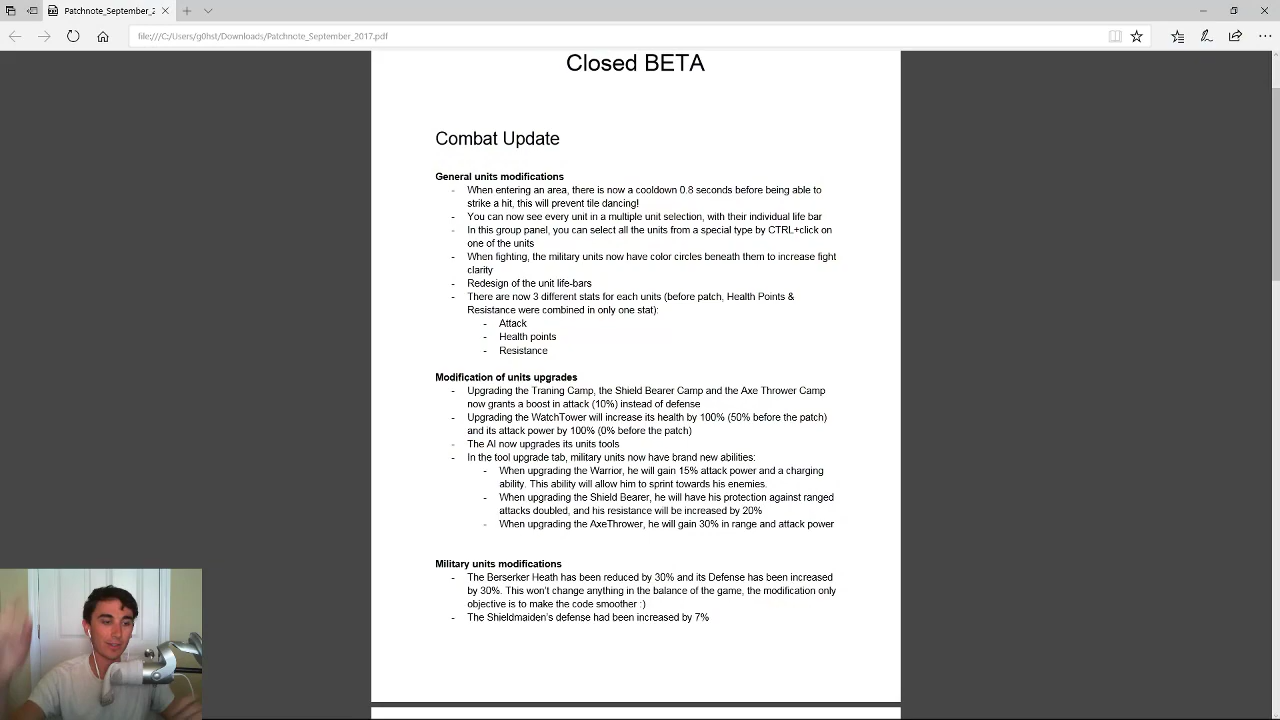 Patchnote_September_2
file:///C:/Users/g0hst/Downloads/Patchnote_September_2017.pdf
Closed BETA
Combat Update
General units modifications
- When entering an area, there is now a cooldown 0.8 seconds before being able to
strike a hit, this will prevent tile dancing!
- You can now see every unit in a multiple unit selection, with their individual life bar
- In this group panel, you can select all the units from a special type by CTRL+click on
one of the units
- When fighting, the military units now have color circles beneath them to increase fight
clarity
- Redesign of the unit life-bars
- There are now 3 different stats for each units (before patch, Health Points &
Resistance were combined in only one stat):
- Attack
- Health points
- Resistance
Modification of units upgrades
- Upgrading the Traning Camp, the Shield Bearer Camp and the Axe Thrower Camp
now grants a boost in attack (10%) instead of defense
- Upgrading the WatchTower will increase its health by 100% (50% before the patch)
and its attack power by 100% (0% before the patch)
- The AI now upgrades its units tools
- In the tool upgrade tab, military units now have brand new abilities:
- When upgrading the Warrior, he will gain 15% attack power and a charging
ability. This ability will allow him to sprint towards his enemies.
- When upgrading the Shield Bearer, he will have his protection against ranged
attacks doubled, and his resistance will be increased by 20%
- When upgrading the AxeThrower, he will gain 30% in range and attack power
Military units modifications
- The Berserker Heath has been reduced by 30% and its Defense has been increased
by 30%. This won't change anything in the balance of the game, the modification only
objective is to make the code smoother :)
- The Shieldmaiden's defense had been increased by 7%